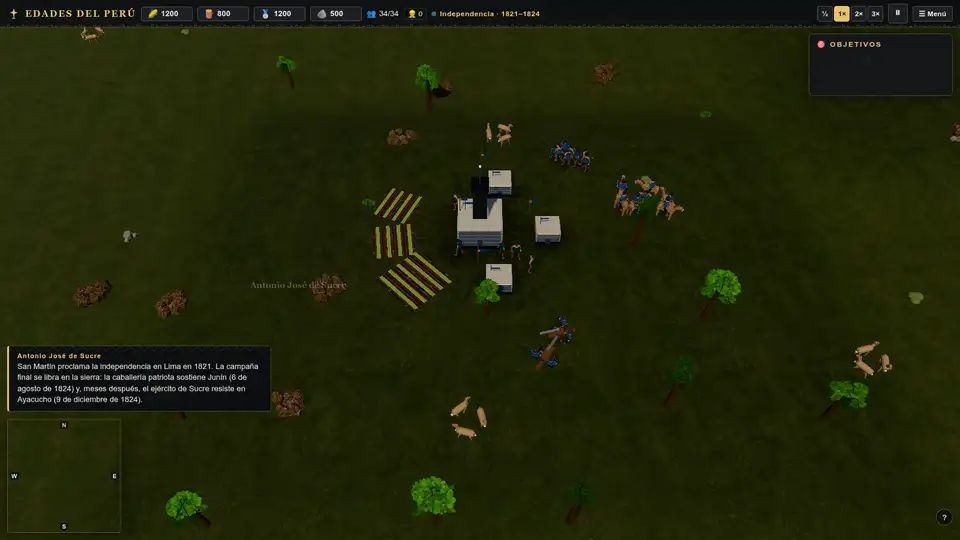 EDADES DEL PERÚ
1200
800
1200
500
34/34
0
Independencia · 1821–1824
½
1×
2×
3×
⏸
☰ Menú
OBJETIVOS
Antonio José de Sucre
Antonio José de Sucre
San Martín proclama la independencia en Lima en 1821. La campaña
final se libra en la sierra: la caballería patriota sostiene Junín (6 de
agosto de 1824) y, meses después, el ejército de Sucre resiste en
Ayacucho (9 de diciembre de 1824).
N
W
E
S
?